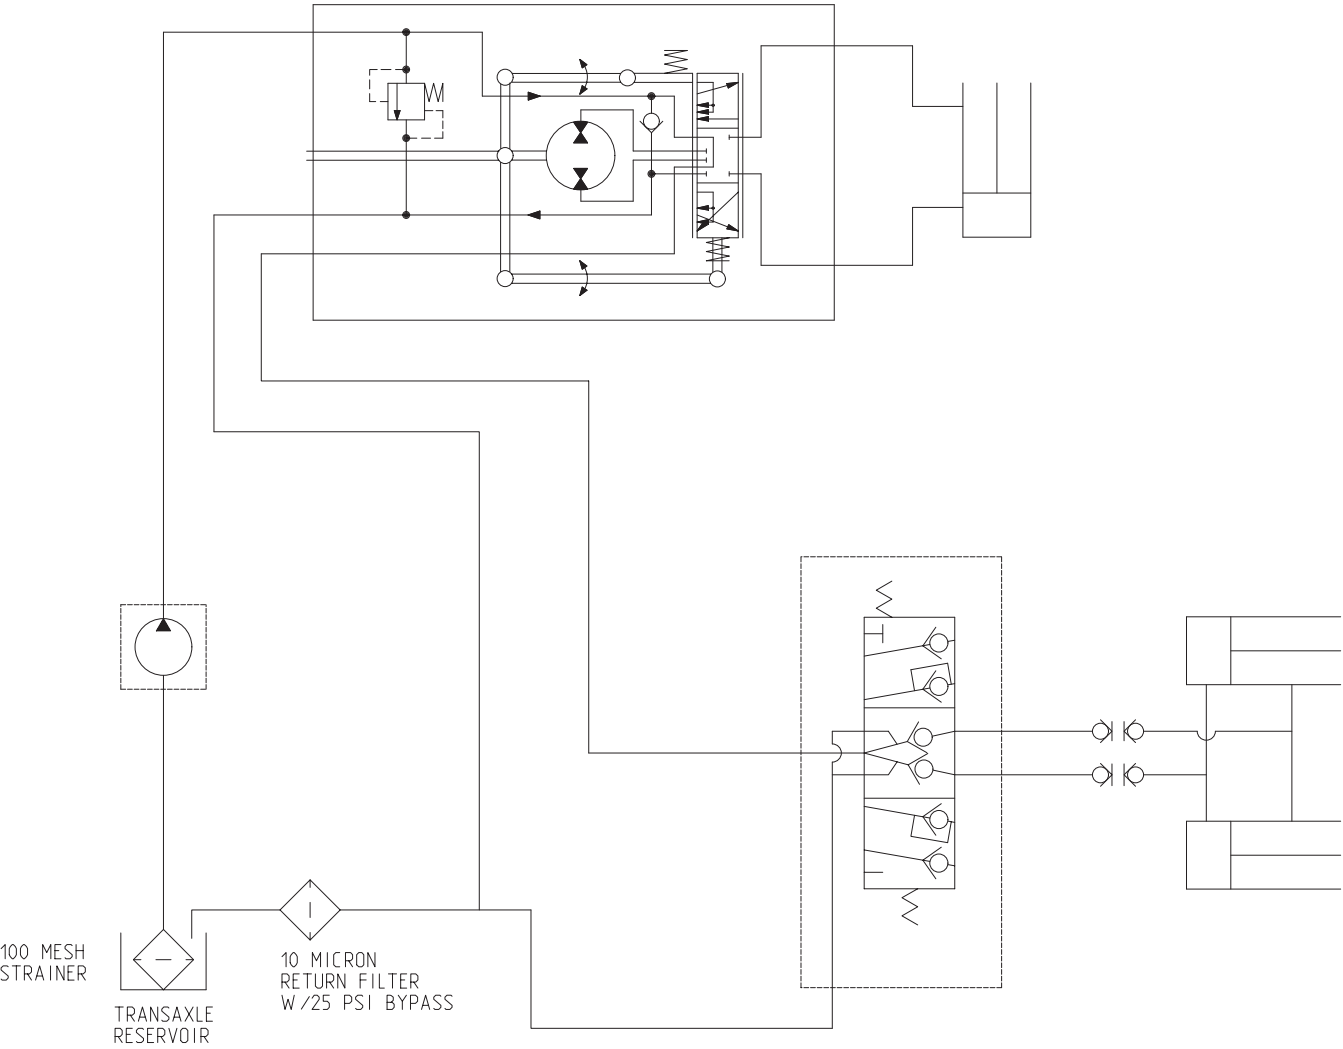 100 MESH
STRAINER
TRANSAXLE
RESERVOIR
10 MICRON
RETURN FILTER
W/25 PSI BYPASS